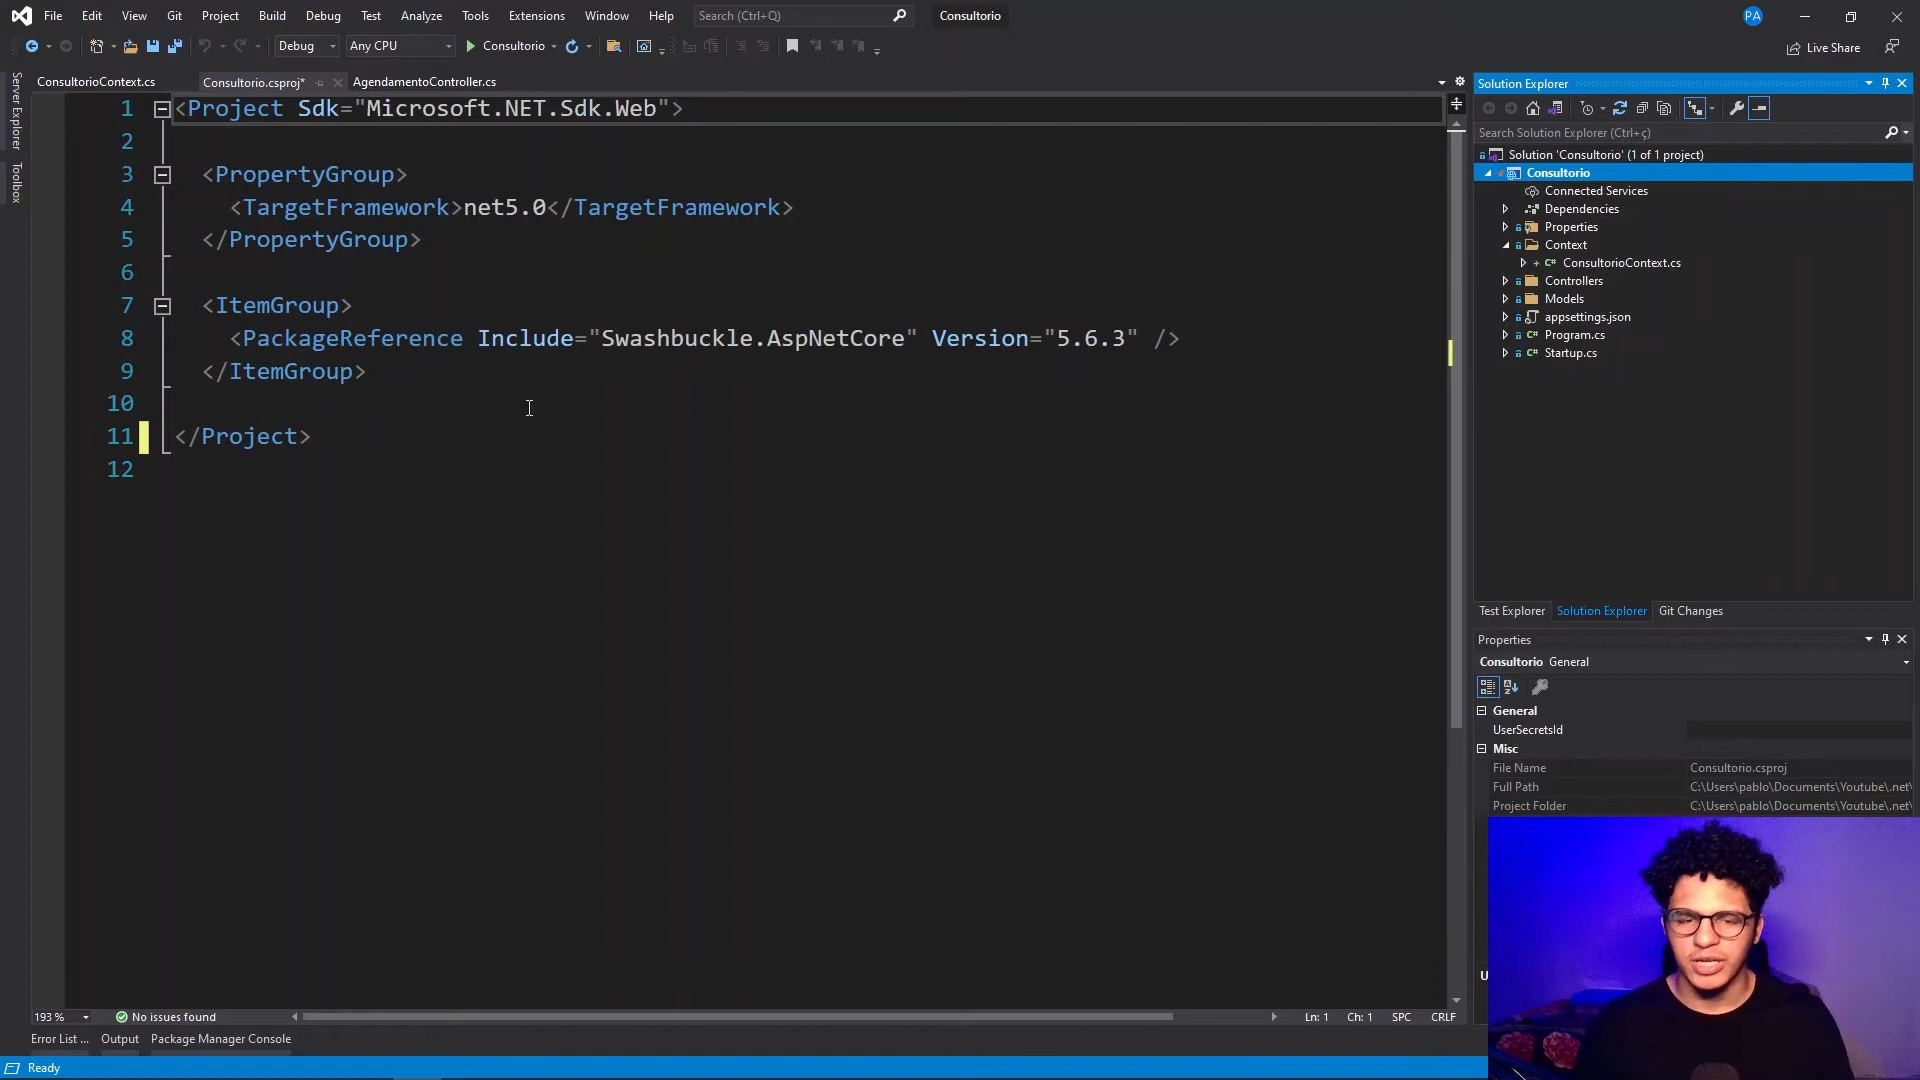 File Edit View Git Project Build Debug Test Analyze Tools Extensions Window Help Search (Ctrl+Q) Consultorio PA
Debug Any CPU Consultorio Live Share
Server Explorer
Toolbox
ConsultorioContext.cs Consultorio.csproj* AgendamentoController.cs
1 <Project Sdk="Microsoft.NET.Sdk.Web">
2
3 <PropertyGroup>
4 <TargetFramework>net5.0</TargetFramework>
5 </PropertyGroup>
6
7 <ItemGroup>
8 <PackageReference Include="Swashbuckle.AspNetCore" Version="5.6.3" />
9 </ItemGroup>
10
11 </Project>
12
193 % No issues found Ln: 1 Ch: 1 SPC CRLF
Error List ... Output Package Manager Console
Ready
Solution Explorer
Search Solution Explorer (Ctrl+ç)
Solution 'Consultorio' (1 of 1 project)
Consultorio
Connected Services
Dependencies
Properties
Context
C# ConsultorioContext.cs
Controllers
Models
appsettings.json
C# Program.cs
C# Startup.cs
Test Explorer Solution Explorer Git Changes
Properties
Consultorio General
General
UserSecretsId
Misc
File Name Consultorio.csproj
Full Path C:\Users\pablo\Documents\Youtube\.net\
Project Folder C:\Users\pablo\Documents\Youtube\.net\
U